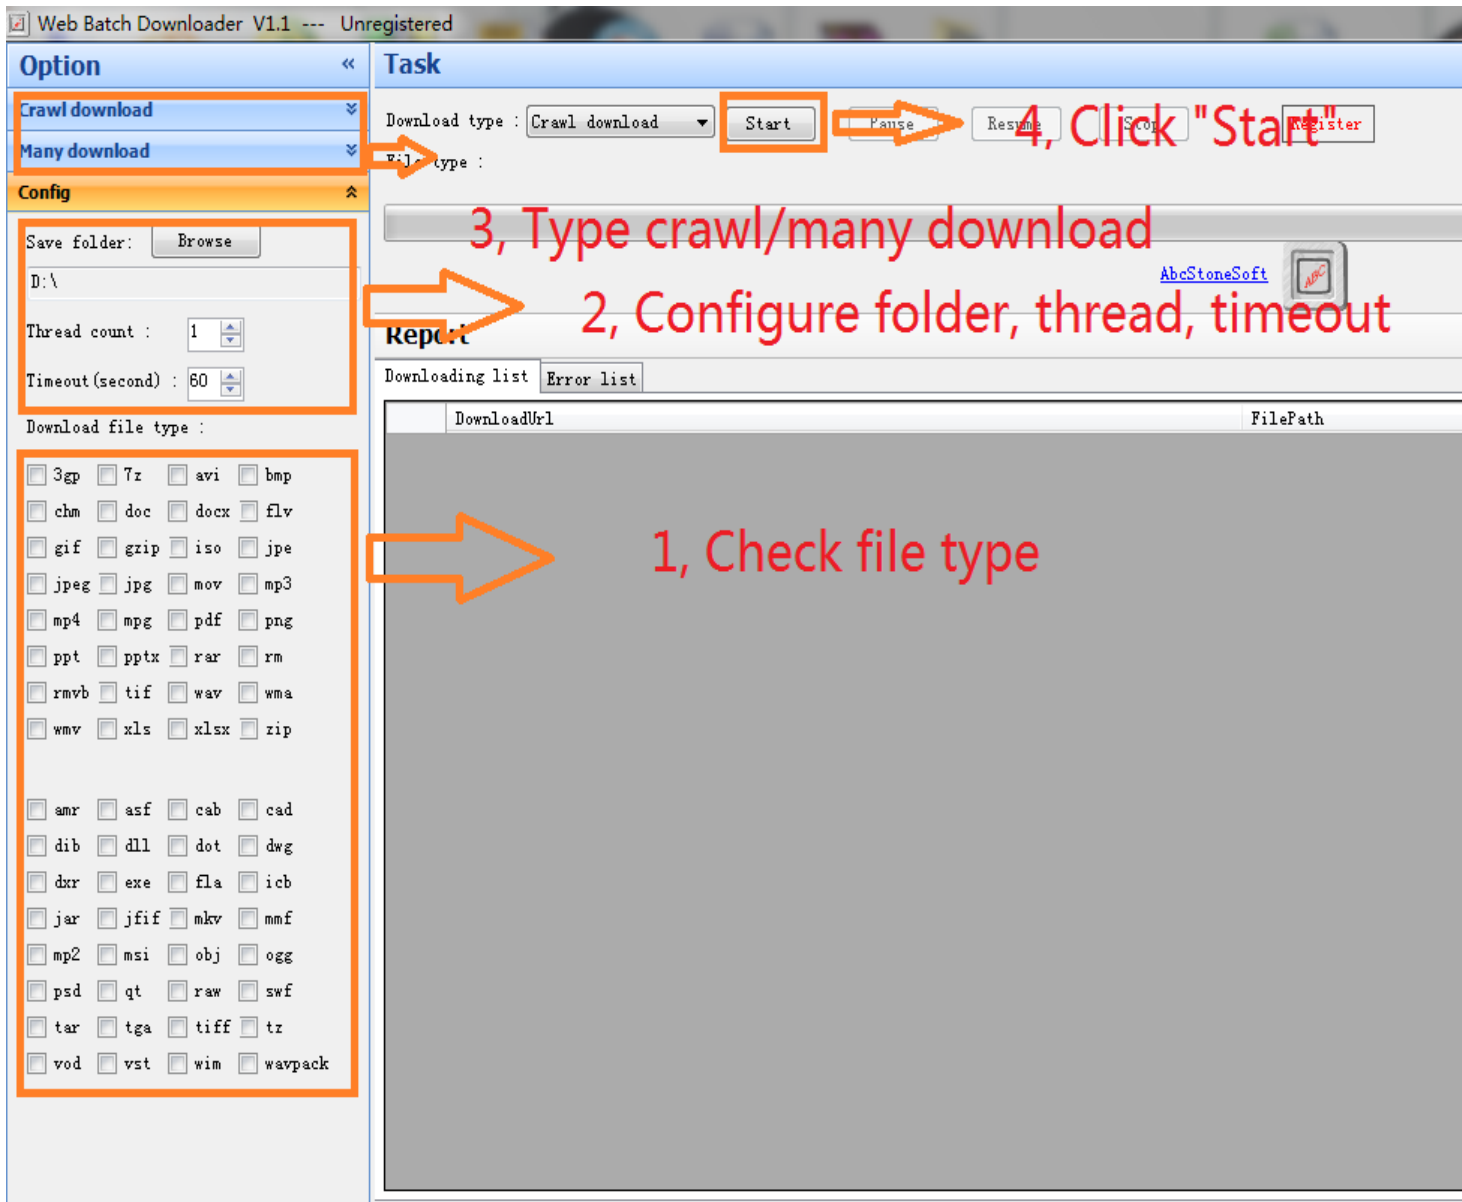 Web Batch Downloader V1.1 --- Unregistered
Option «
Task
Crawl download
Many download
Config
Download type : Crawl download Start Pause Resume Stop Register
4, Click "Start"
File type :
3, Type crawl/many download
Save folder: Browse
D:\
AbcStoneSoft ABC
2, Configure folder, thread, timeout
Thread count : 1
Report
Timeout(second) : 60
Downloading list Error list
DownloadUrl FilePath
Download file type :
3gp 7z avi bmp
chm doc docx flv
gif gzip iso jpe
1, Check file type
jpeg jpg mov mp3
mp4 mpg pdf png
ppt pptx rar rm
rmvb tif wav wma
wmv xls xlsx zip
amr asf cab cad
dib dll dot dwg
dxr exe fla icb
jar jfif mkv mmf
mp2 msi obj ogg
psd qt raw swf
tar tga tiff tz
vod vst wim wavpack